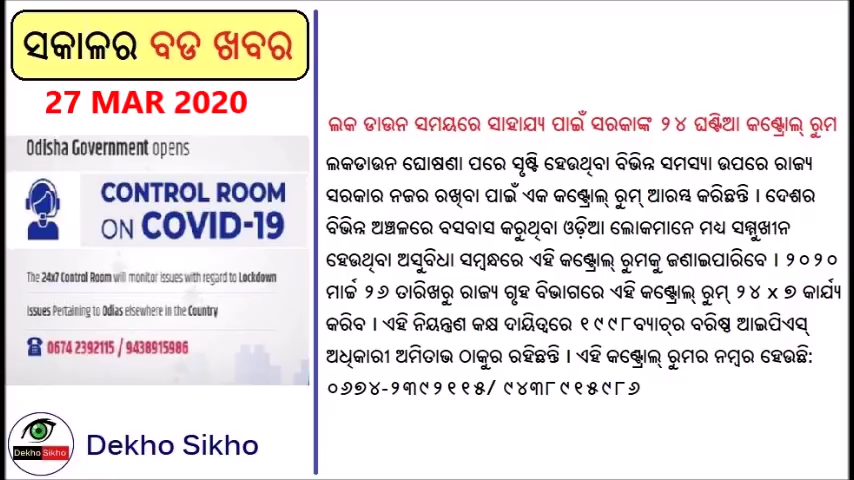 ସକାଳର ବଡ ଖବର
27 MAR 2020
Odisha Government opens
CONTROL ROOM
ON COVID-19
The 24x7 Control Room will monitor issues with regard to Lockdown
Issues Pertaining to Odias elsewhere in the Country
0674 2392115 / 9438915986
Dekho Sikho
Dekho Sikho
ଲକ ଡାଉନ ସମୟରେ ସାହାଯ୍ୟ ପାଇଁ ସରକାଙ୍କ ୨୪ ଘଣ୍ଟିଆ କଣ୍ଟ୍ରୋଲ୍ ରୁମ
ଲକଡାଉନ ଘୋଷଣା ପରେ ସୃଷ୍ଟି ହେଉଥିବା ବିଭିନ୍ନ ସମସ୍ୟା ଉପରେ ରାଜ୍ୟ
ସରକାର ନଜର ରଖିବା ପାଇଁ ଏକ କଣ୍ଟ୍ରୋଲ୍ ରୁମ୍ ଆରମ୍ଭ କରିଛନ୍ତି । ଦେଶର
ବିଭିନ୍ନ ଅଞ୍ଚଳରେ ବସବାସ କରୁଥିବା ଓଡ଼ିଆ ଲୋକମାନେ ମଧ୍ୟ ସମ୍ମୁଖୀନ
ହେଉଥିବା ଅସୁବିଧା ସମ୍ବନ୍ଧରେ ଏହି କଣ୍ଟ୍ରୋଲ୍ ରୁମକୁ ଜଣାଇପାରିବେ । ୨୦୨୦
ମାର୍ଚ୍ଚ ୨୬ ତାରିଖରୁ ରାଜ୍ୟ ଗୃହ ବିଭାଗରେ ଏହି କଣ୍ଟ୍ରୋଲ୍ ରୁମ୍ ୨୪ x ୭ କାର୍ଯ୍ୟ
କରିବ । ଏହି ନିୟନ୍ତ୍ରଣ କକ୍ଷ ଦାୟିତ୍ୱରେ ୧୯୯୮ବ୍ୟାଚ୍‌ର ବରିଷ୍ଠ ଆଇପିଏସ୍
ଅଧିକାରୀ ଅମିତାଭ ଠାକୁର ରହିଛନ୍ତି । ଏହି କଣ୍ଟ୍ରୋଲ୍ ରୁମର ନମ୍ବର ହେଉଛି:
୦୬୭୪-୨୩୯୨୧୧୫/ ୯୪୩୮୯୧୫୯୮୬